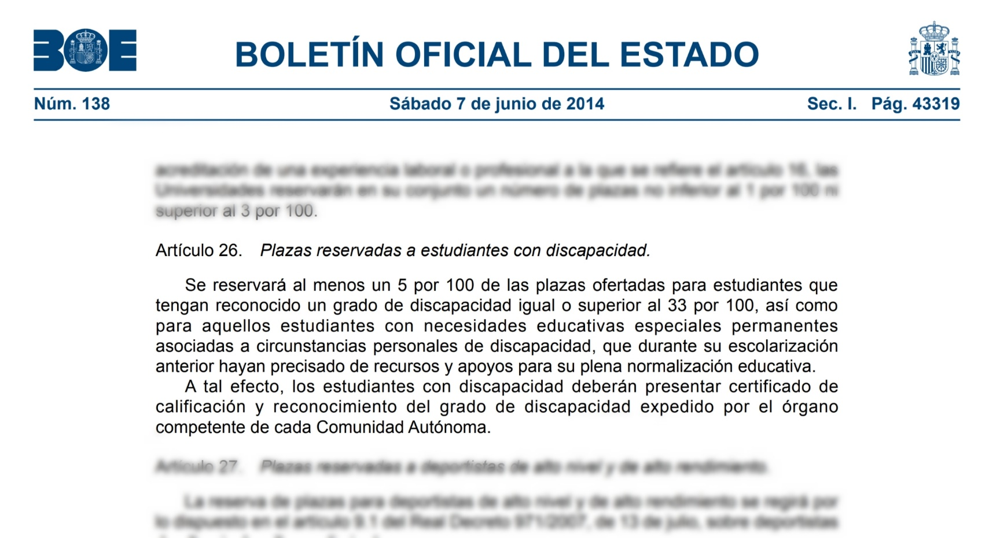 BOE
BOLETÍN OFICIAL DEL ESTADO
Núm. 138 Sábado 7 de junio de 2014 Sec. I. Pág. 43319
acreditación de una experiencia laboral o profesional a la que se refiere el artículo 16, las
Universidades reservarán en su conjunto un número de plazas no inferior al 1 por 100 ni
superior al 3 por 100.
Artículo 26. Plazas reservadas a estudiantes con discapacidad.
Se reservará al menos un 5 por 100 de las plazas ofertadas para estudiantes que
tengan reconocido un grado de discapacidad igual o superior al 33 por 100, así como
para aquellos estudiantes con necesidades educativas especiales permanentes
asociadas a circunstancias personales de discapacidad, que durante su escolarización
anterior hayan precisado de recursos y apoyos para su plena normalización educativa.
A tal efecto, los estudiantes con discapacidad deberán presentar certificado de
calificación y reconocimiento del grado de discapacidad expedido por el órgano
competente de cada Comunidad Autónoma.
Artículo 27. Plazas reservadas a deportistas de alto nivel y de alto rendimiento.
La reserva de plazas para deportistas de alto nivel y de alto rendimiento se regirá por
lo dispuesto en el artículo 9.1 del Real Decreto 971/2007, de 13 de julio, sobre deportistas